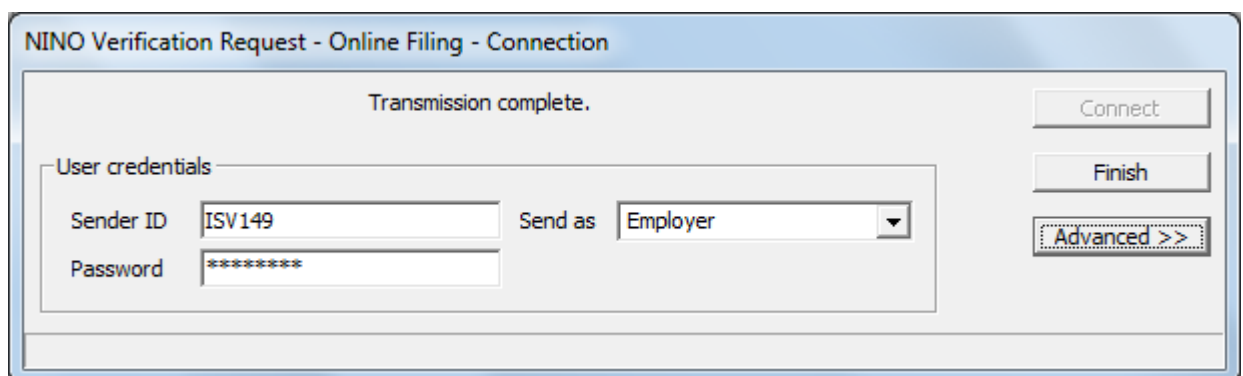 NINO Verification Request - Online Filing - Connection
Transmission complete.
Connect
User credentials
Finish
Sender ID ISV149 Send as Employer
Advanced >>
Password ********